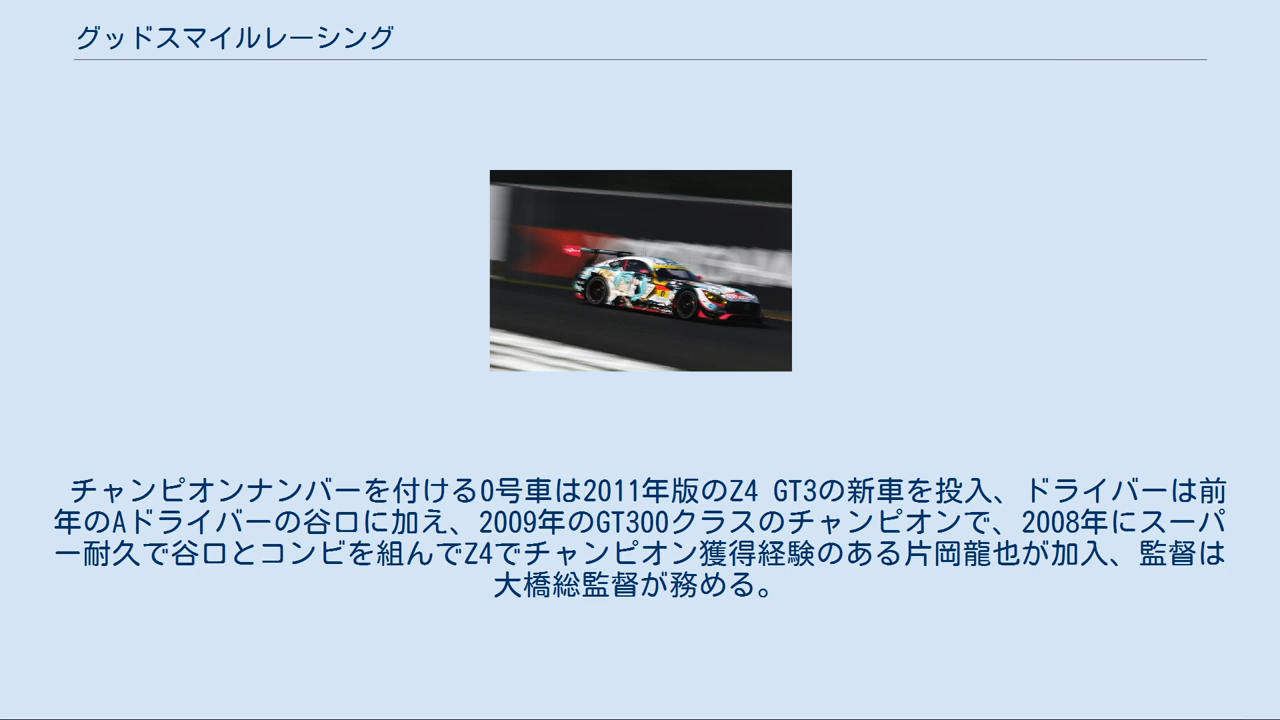 グッドスマイルレーシング
チャンピオンナンバーを付ける0号車は2011年版のZ4 GT3の新車を投入、ドライバーは前
年のAドライバーの谷口に加え、2009年のGT300クラスのチャンピオンで、2008年にスーパ
ー耐久で谷口とコンビを組んでZ4でチャンピオン獲得経験のある片岡龍也が加入、監督は
大橋総監督が務める。